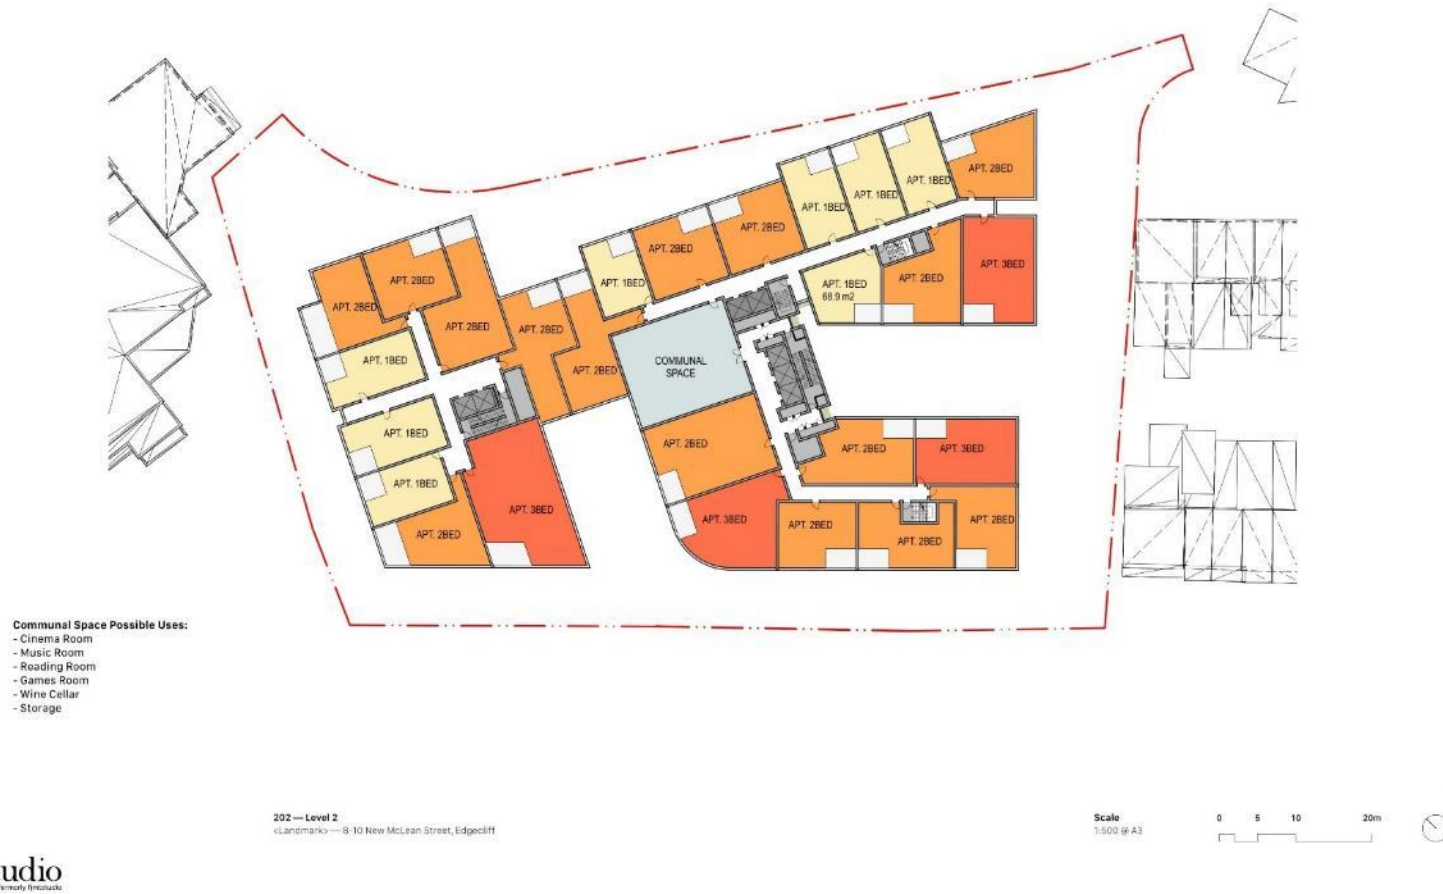 APT. 2BED
APT. 1BED
APT. 1BED
APT. 1BED
APT. 2BED
APT. 2BED
APT. 3BED
APT. 2BED
APT. 2BED
APT. 2BED
APT. 1BED
APT. 1BED
68.9 m2
APT. 2BED
APT. 2BED
APT. 2BED
APT. 2BED
COMMUNAL
SPACE
APT. 1BED
APT. 2BED
APT. 1BED
APT. 2BED
APT. 2BED
APT. 3BED
APT. 1BED
APT. 3BED
APT. 3BED
APT. 2BED
APT. 2BED
APT. 2BED
APT. 2BED
Communal Space Possible Uses:
- Cinema Room
- Music Room
- Reading Room
- Games Room
- Wine Cellar
- Storage
202 — Level 2
<Landmark> — 8-10 New McLean Street, Edgecliff
Scale
1:500 @ A3
0 5 10 20m
udio
formerly fjmtstudio